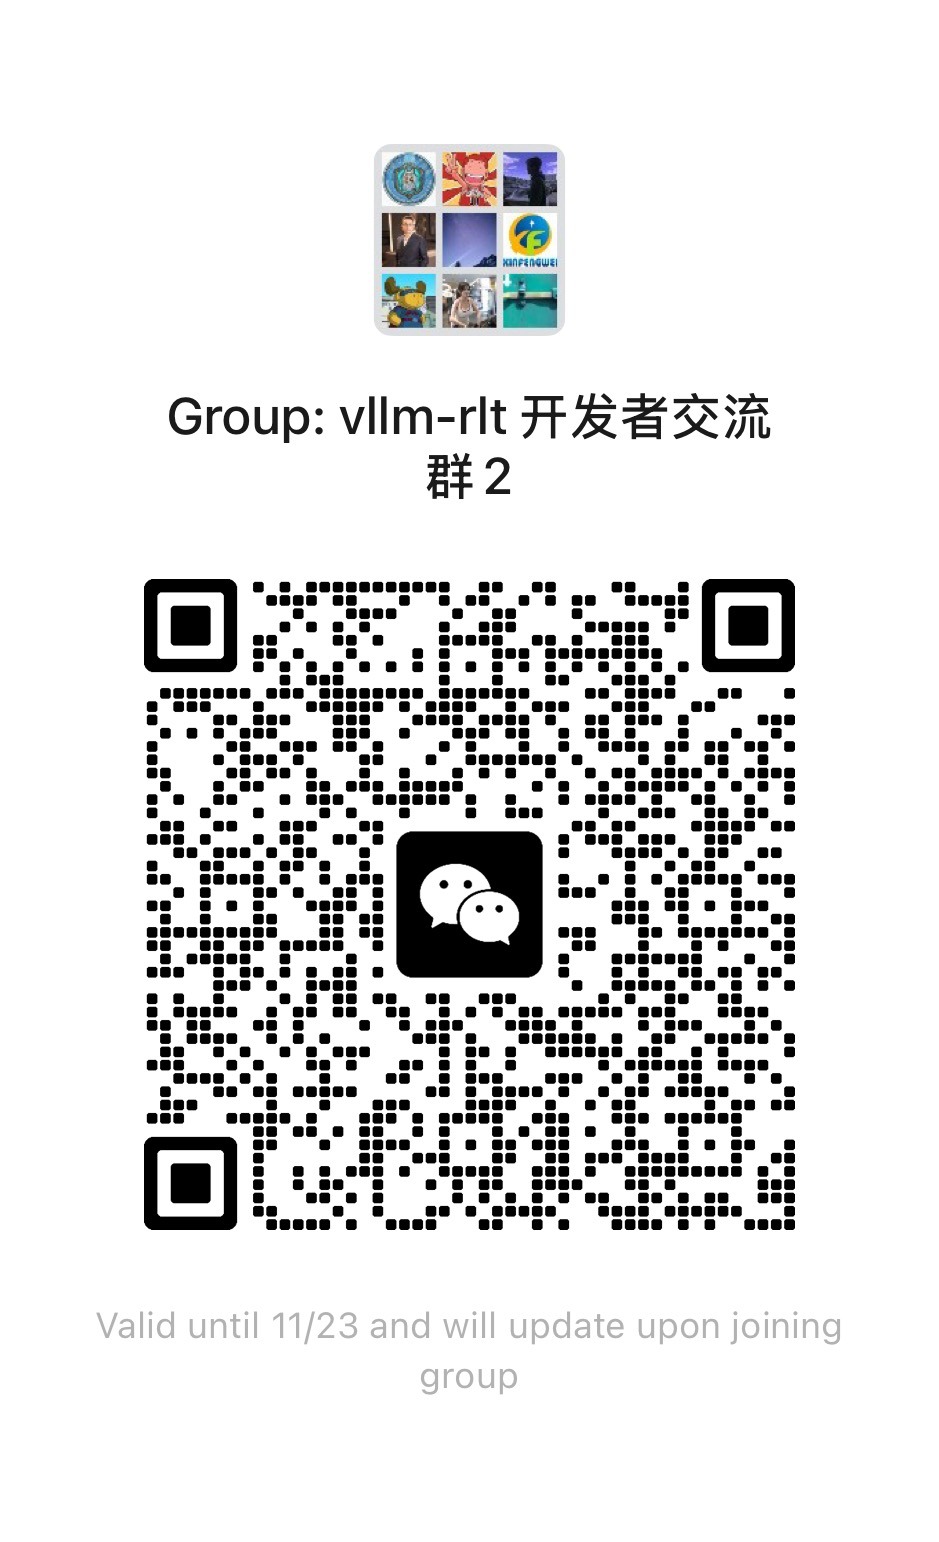 XINFENGWEI
Group: vllm-rlt 开发者交流
群 2
Valid until 11/23 and will update upon joining
group